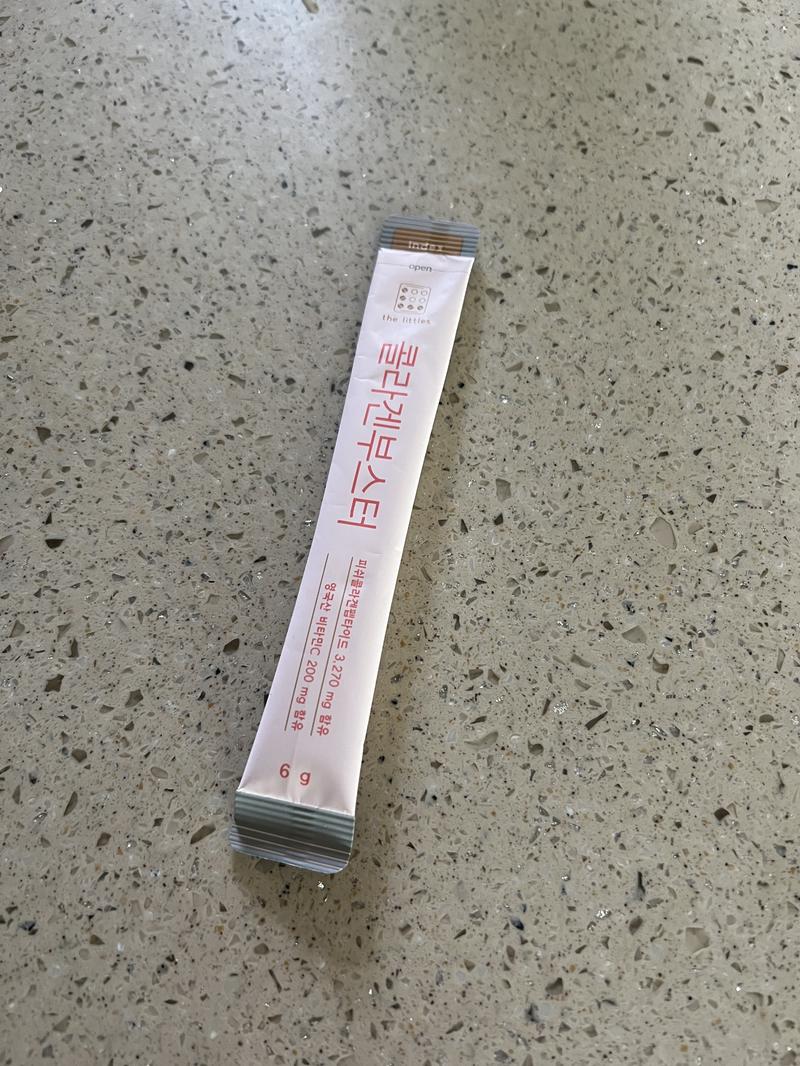 index
open
the littles
콜라겐부스터
피쉬콜라겐펩타이드 3,270 mg 함유
영국산 비타민C 200 mg 함유
6 g